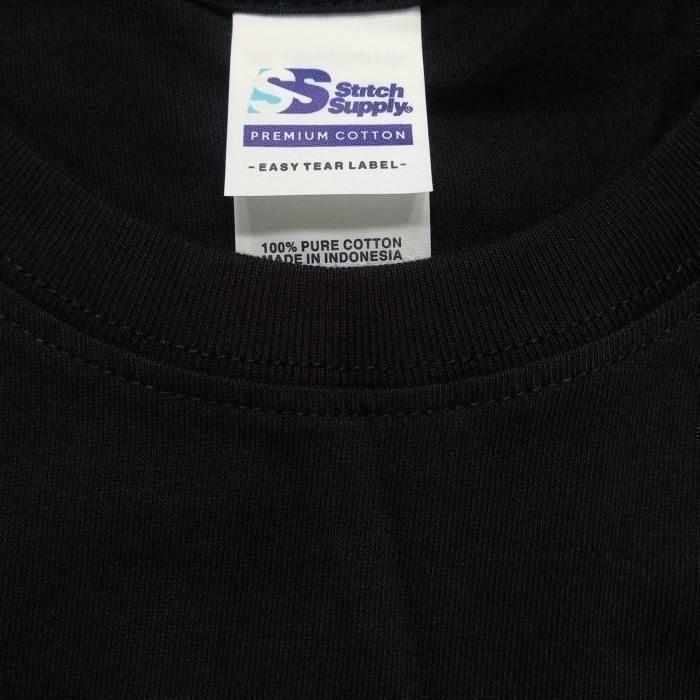 SS Stitch
Supply®
PREMIUM COTTON
- EASY TEAR LABEL -
100% PURE COTTON
MADE IN INDONESIA